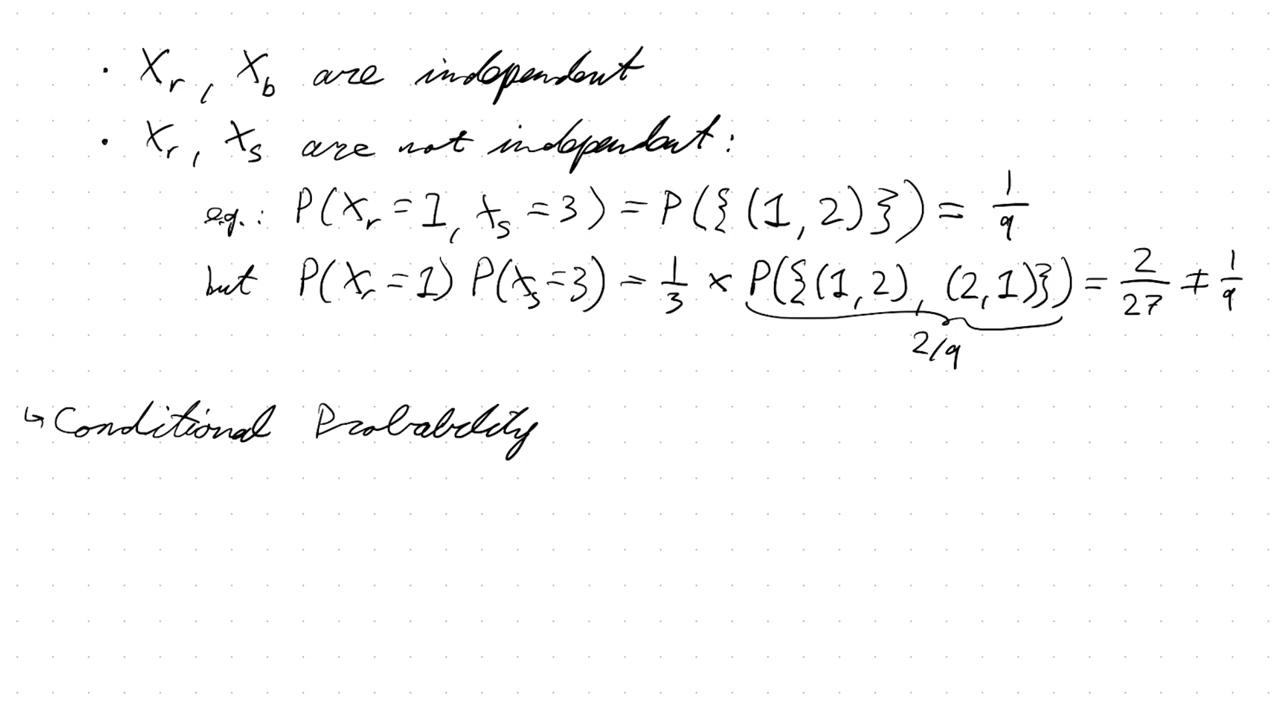 · X_r, X_b are independent
· X_r, X_s are not independent:
e.g.: P(X_r = 1, X_s = 3) = P({(1, 2)}) = 1/9
but P(X_r = 1) P(X_s = 3) = 1/3 × P({(1, 2), (2, 1)}) = 2/27 ≠ 1/9
2/9
↳ Conditional Probability